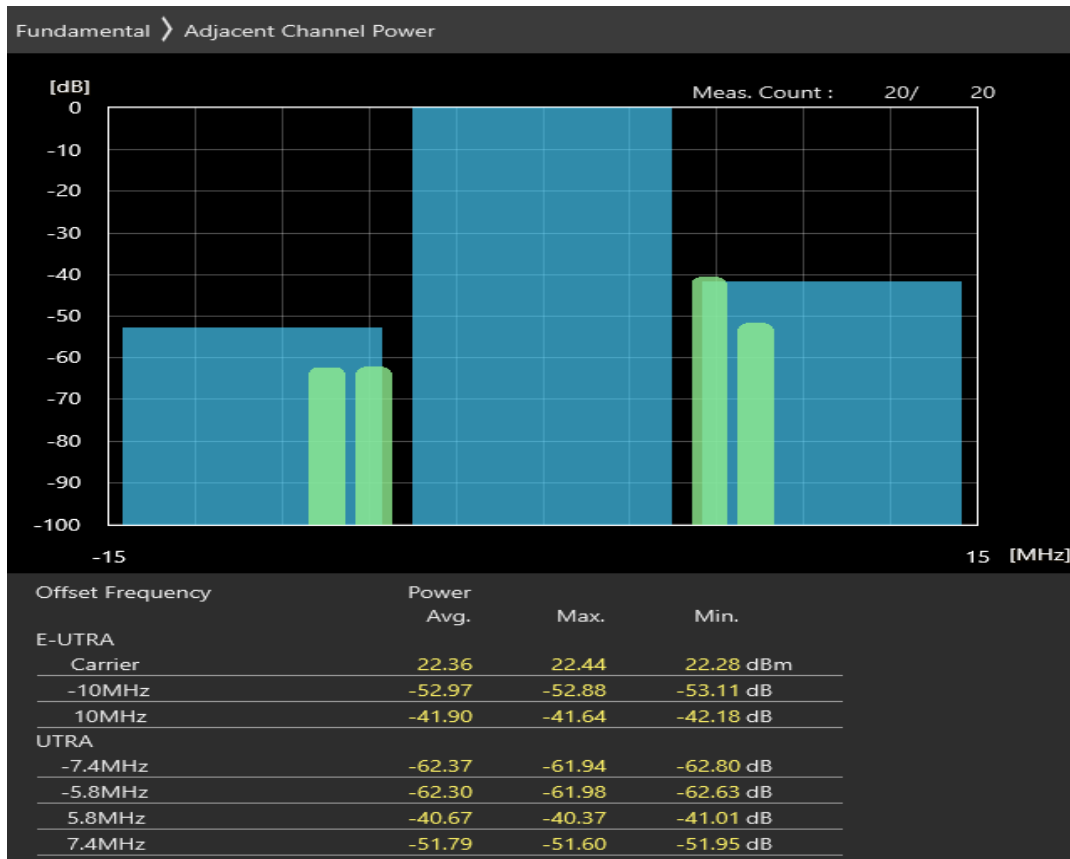 Fundamental ❯ Adjacent Channel Power
[dB]
Meas. Count : 20/ 20
0
-10
-20
-30
-40
-50
-60
-70
-80
-90
-100
-15 15 [MHz]
Offset Frequency Power
Avg. Max. Min.
E-UTRA
Carrier 22.36 22.44 22.28 dBm
-10MHz -52.97 -52.88 -53.11 dB
10MHz -41.90 -41.64 -42.18 dB
UTRA
-7.4MHz -62.37 -61.94 -62.80 dB
-5.8MHz -62.30 -61.98 -62.63 dB
5.8MHz -40.67 -40.37 -41.01 dB
7.4MHz -51.79 -51.60 -51.95 dB